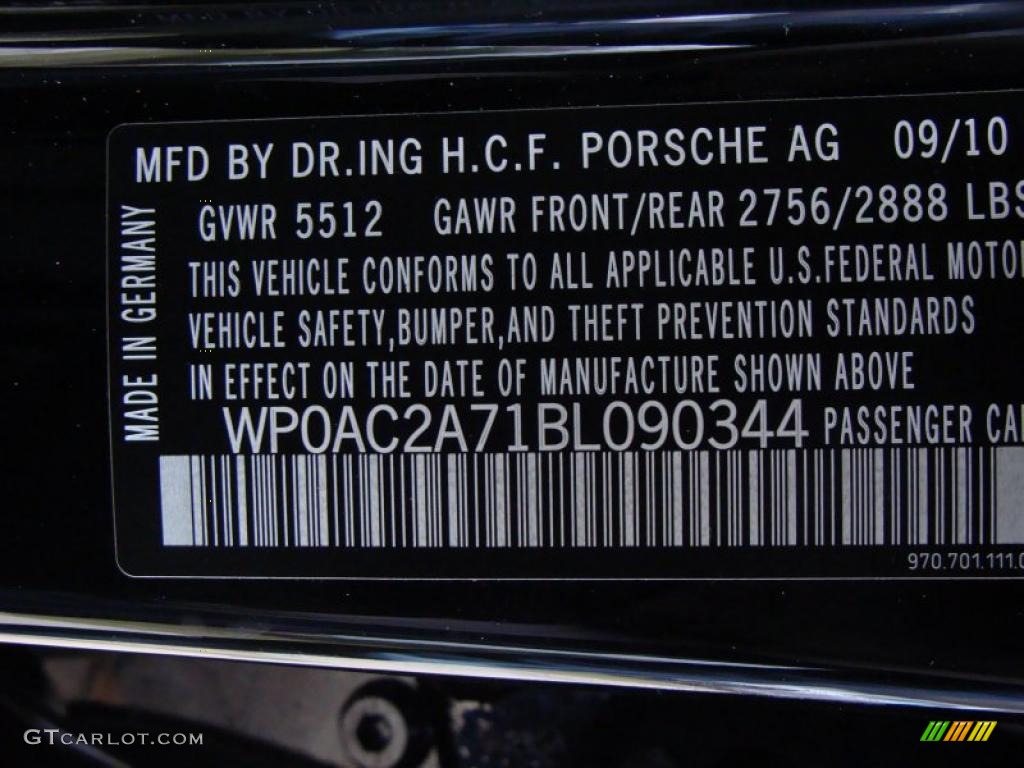 MFD BY DR.ING H.C.F. PORSCHE AG 09/10
GVWR 5512 GAWR FRONT/REAR 2756/2888 LBS
THIS VEHICLE CONFORMS TO ALL APPLICABLE U.S.FEDERAL MOTO
VEHICLE SAFETY,BUMPER,AND THEFT PREVENTION STANDARDS
IN EFFECT ON THE DATE OF MANUFACTURE SHOWN ABOVE
WP0AC2A71BL090344 PASSENGER CA
970.701.111.0
MADE IN GERMANY
GTCARLOT.COM